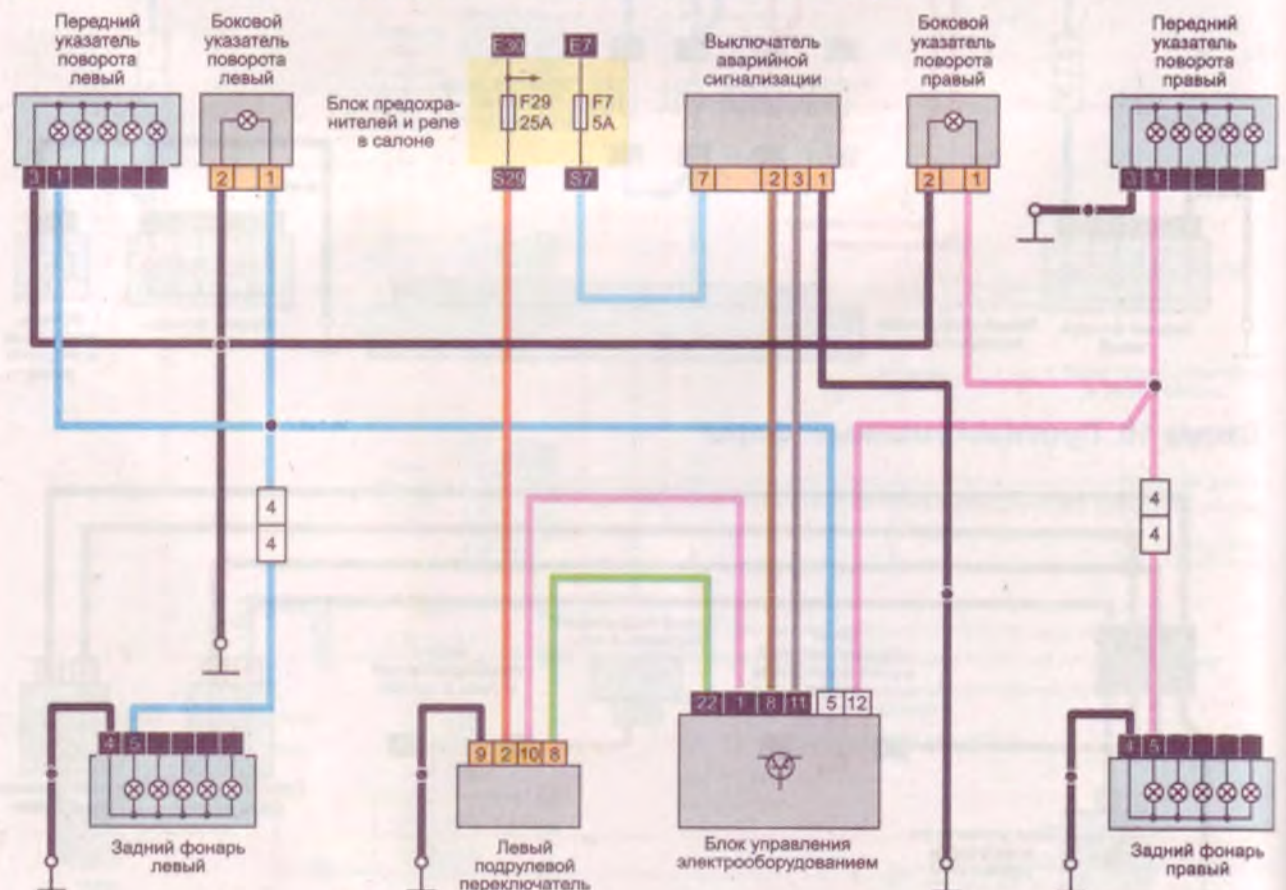 Передний
указатель
поворота
левый
Боковой
указатель
поворота
левый
Блок предохра-
нителей и реле
в салоне
E30
E7
F29
25A
F7
5A
S29
S7
Выключатель
аварийной
сигнализации
Боковой
указатель
поворота
правый
Передний
указатель
поворота
правый
1
2 1
7 2 3 1
2 1
1
4
4
4
4
22 1 8 11 5 12
4 5
9 2 10 8
4 5
Задний фонарь
левый
Левый
подрулевой
переключатель
Блок управления
электрооборудованием
Задний фонарь
правый